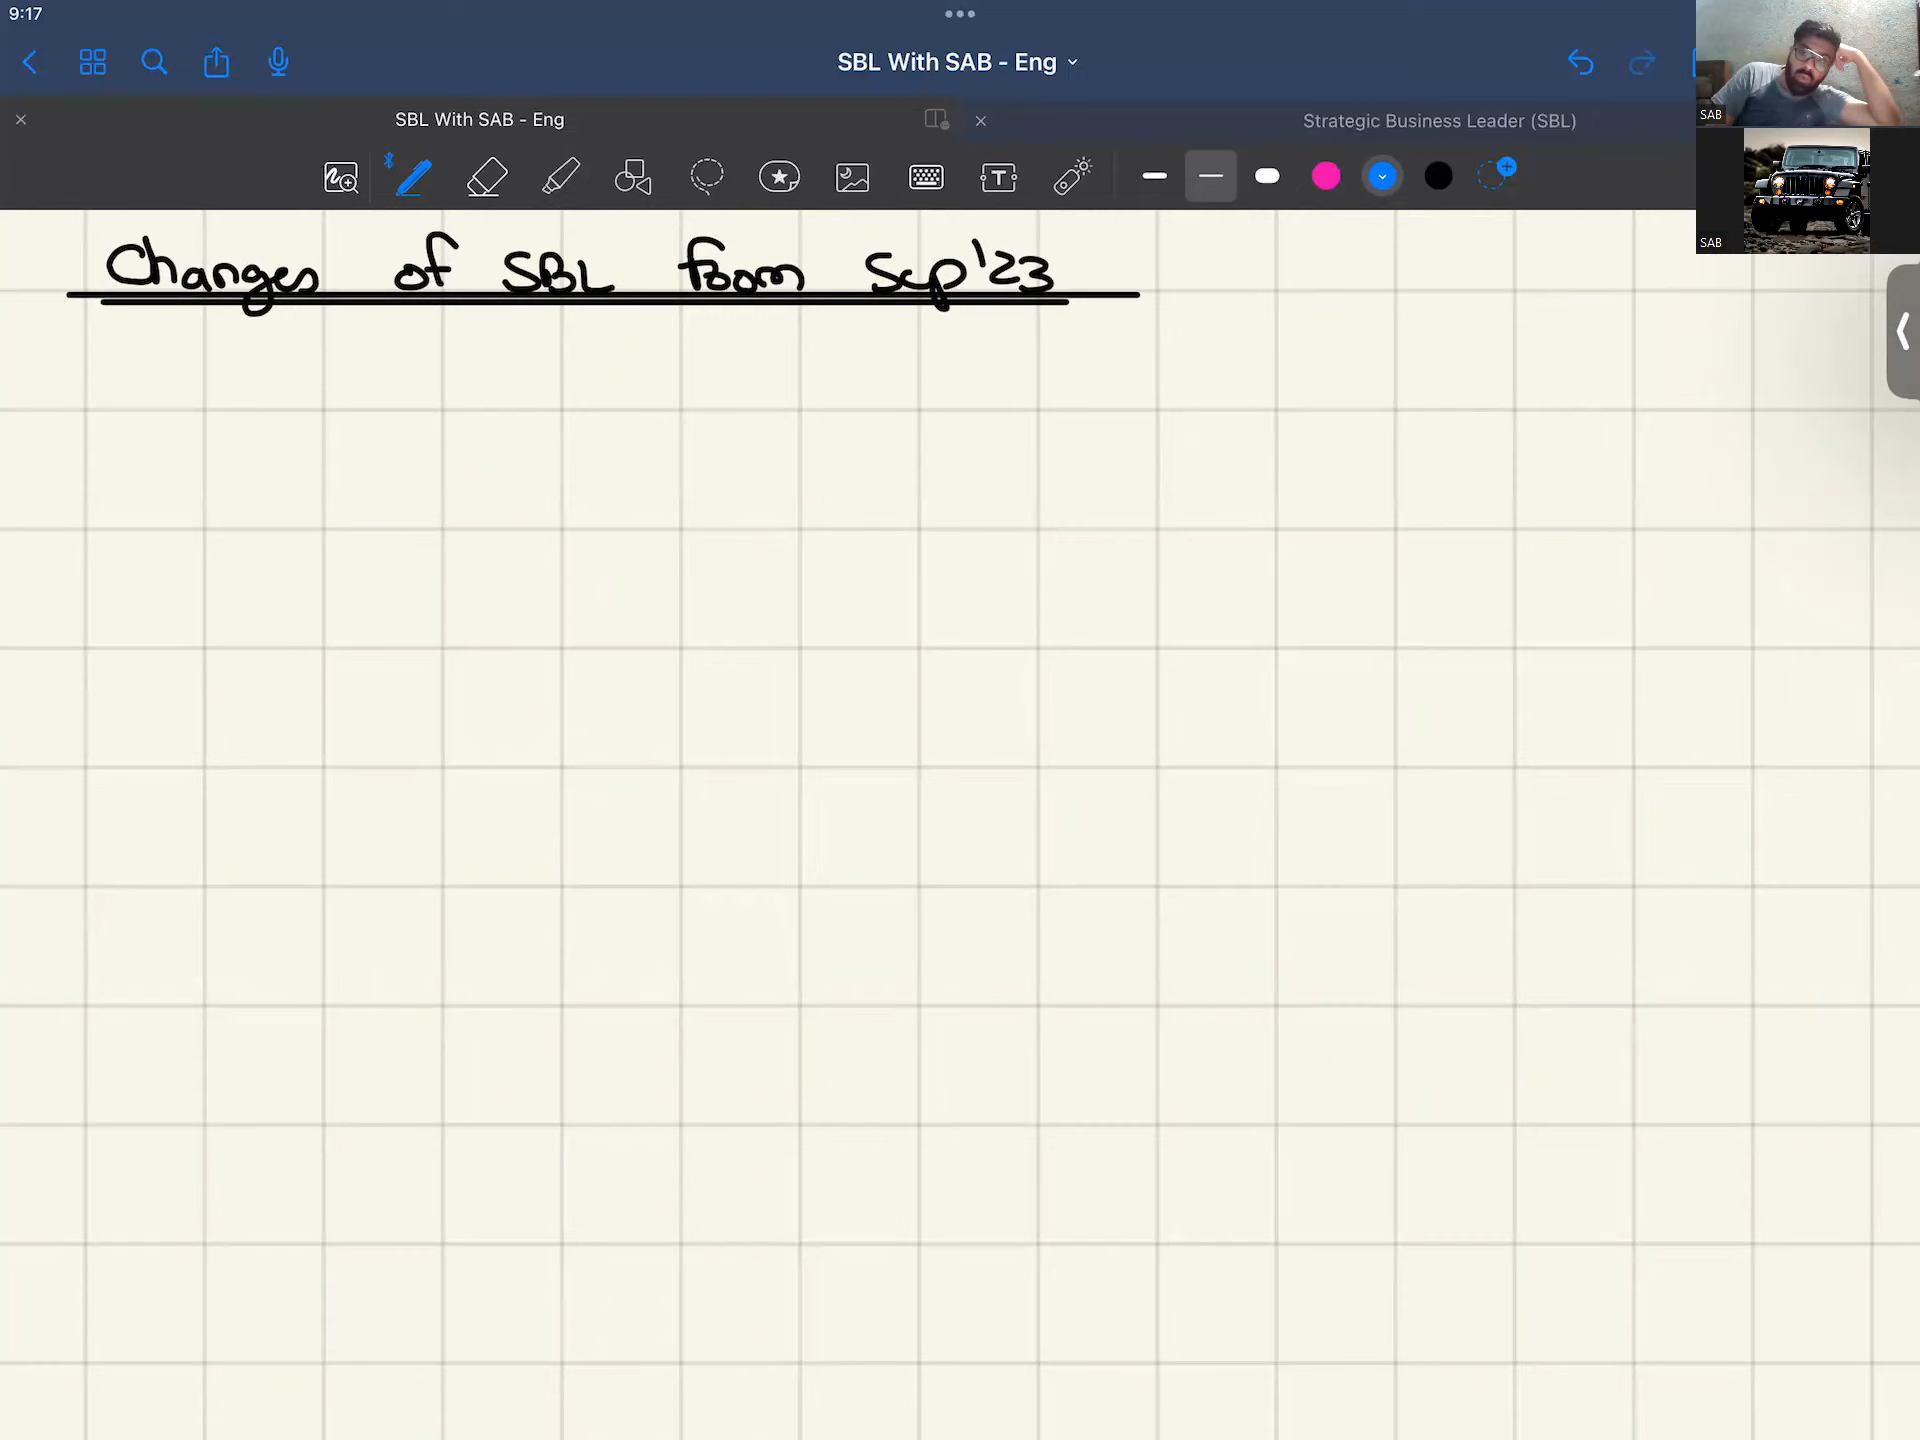 9:17
SBL With SAB - Eng
SBL With SAB - Eng
Strategic Business Leader (SBL)
SAB
SAB
Changes of SBL from Sep'23